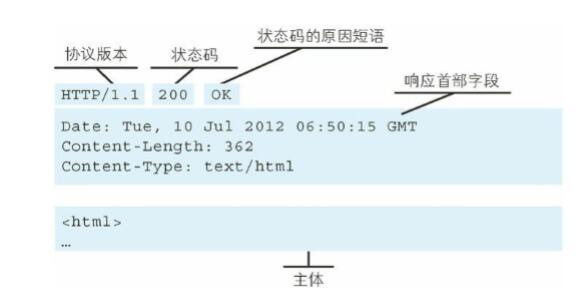 状态码的原因短语
协议版本 状态码
响应首部字段
HTTP/1.1 200 OK
Date: Tue, 10 Jul 2012 06:50:15 GMT
Content-Length: 362
Content-Type: text/html
<html>
…
主体